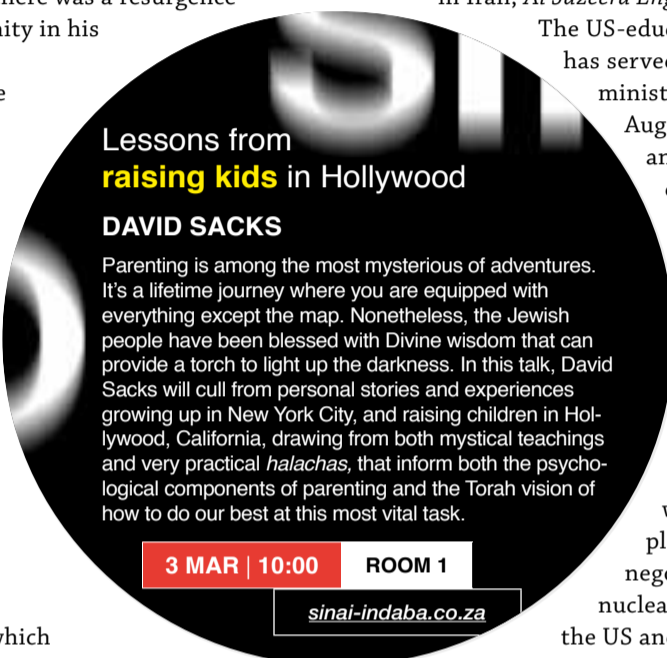 here was a resurgence
in his
Lessons from
raising kids in Hollywood
DAVID SACKS
Parenting is among the most mysterious of adventures.
It’s a lifetime journey where you are equipped with
everything except the map. Nonetheless, the Jewish
people have been blessed with Divine wisdom that can
provide a torch to light up the darkness. In this talk, David
Sacks will cull from personal stories and experiences
growing up in New York City, and raising children in Hol-
lywood, California, drawing from both mystical teachings
and very practical halachas, that inform both the psycho-
logical components of parenting and the Torah vision of
how to do our best at this most vital task.
3 MAR | 10:00
ROOM 1
sinai-indaba.co.za
which
in Iran,
The US-edu
has served
minist
Aug
an
pl
nego
nuclea
the US an